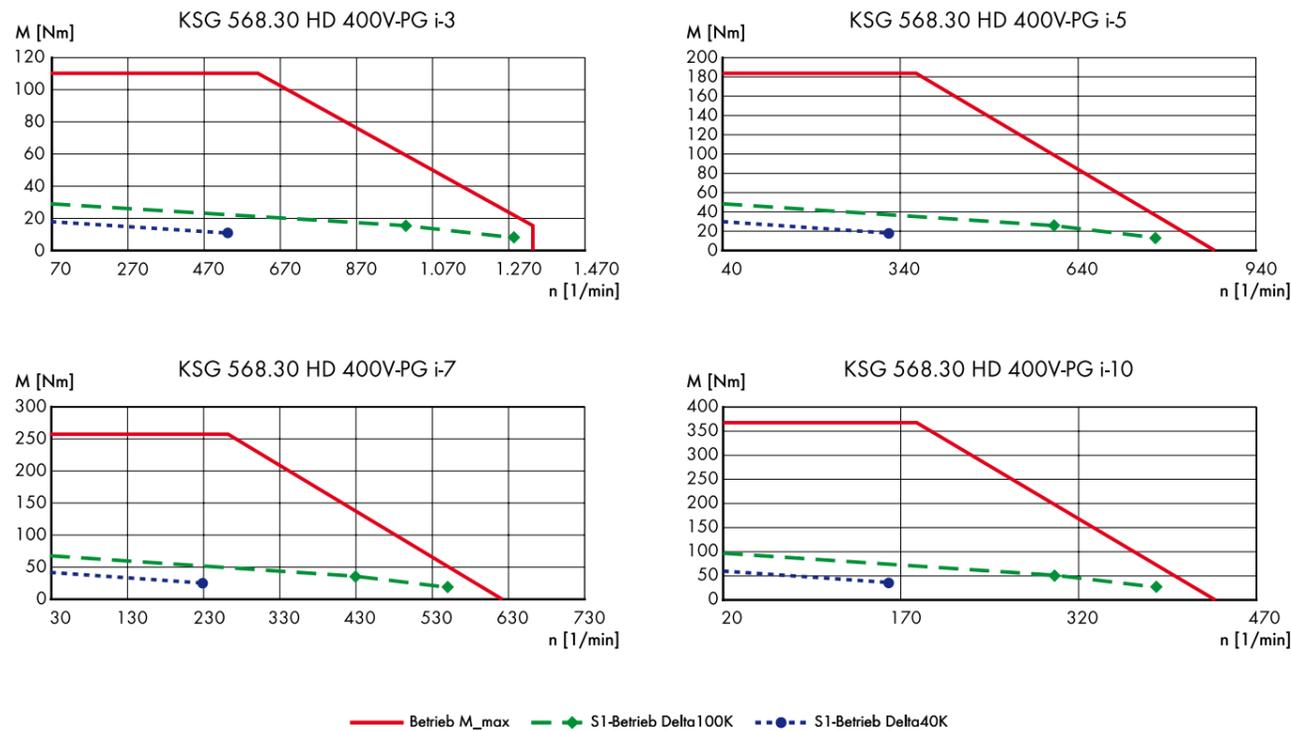 KSG 568.30 HD 400V-PG i-3
M [Nm]
120
100
80
60
40
20
0
70 270 470 670 870 1.070 1.270 1.470
n [1/min]
KSG 568.30 HD 400V-PG i-5
M [Nm]
200
180
160
140
120
100
80
60
40
20
0
40 340 640 940
n [1/min]
KSG 568.30 HD 400V-PG i-7
M [Nm]
300
250
200
150
100
50
0
30 130 230 330 430 530 630 730
n [1/min]
KSG 568.30 HD 400V-PG i-10
M [Nm]
400
350
300
250
200
150
100
50
0
20 170 320 470
n [1/min]
Betrieb M_max S1-Betrieb Delta100K S1-Betrieb Delta40K